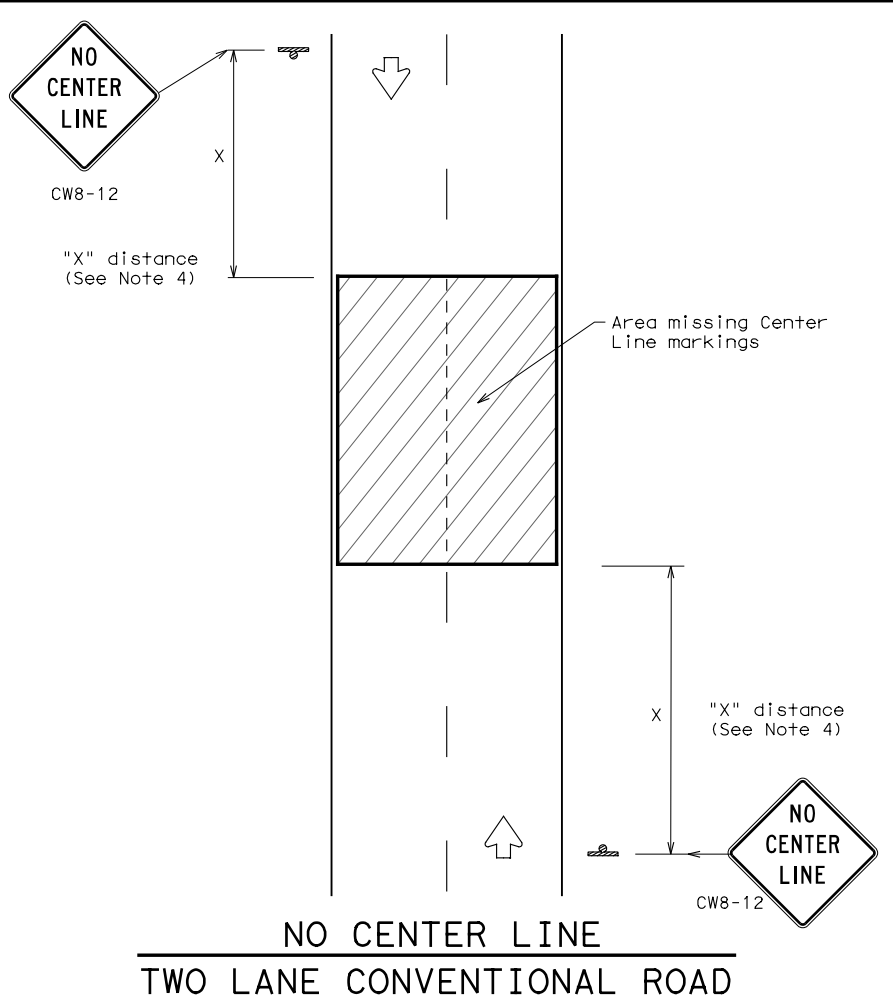 NO
CENTER
LINE
CW8-12
X
"X" distance
(See Note 4)
Area missing Center
Line markings
X
"X" distance
(See Note 4)
NO
CENTER
LINE
CW8-12
NO CENTER LINE
TWO LANE CONVENTIONAL ROAD